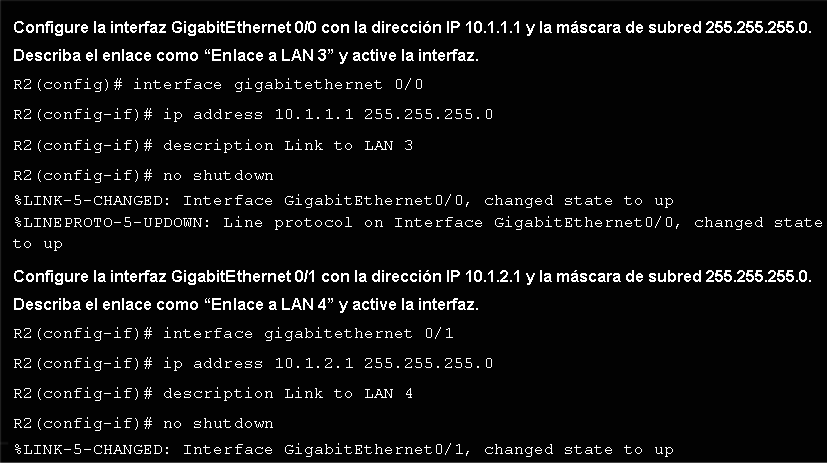 Configure la interfaz GigabitEthernet 0/0 con la dirección IP 10.1.1.1 y la máscara de subred 255.255.255.0.
Describa el enlace como “Enlace a LAN 3” y active la interfaz.
R2(config)# interface gigabitethernet 0/0
R2(config-if)# ip address 10.1.1.1 255.255.255.0
R2(config-if)# description Link to LAN 3
R2(config-if)# no shutdown
%LINK-5-CHANGED: Interface GigabitEthernet0/0, changed state to up
%LINEPROTO-5-UPDOWN: Line protocol on Interface GigabitEthernet0/0, changed state
to up
Configure la interfaz GigabitEthernet 0/1 con la dirección IP 10.1.2.1 y la máscara de subred 255.255.255.0.
Describa el enlace como “Enlace a LAN 4” y active la interfaz.
R2(config-if)# interface gigabitethernet 0/1
R2(config-if)# ip address 10.1.2.1 255.255.255.0
R2(config-if)# description Link to LAN 4
R2(config-if)# no shutdown
%LINK-5-CHANGED: Interface GigabitEthernet0/1, changed state to up